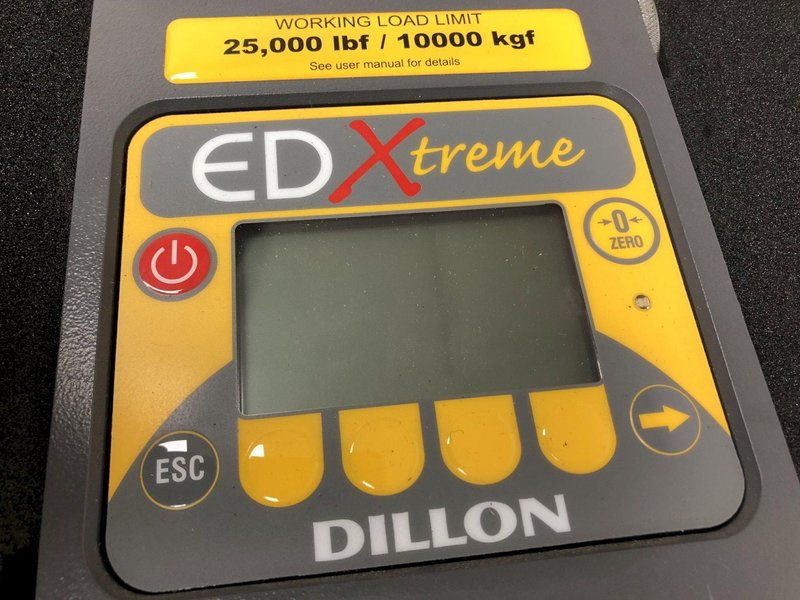 WORKING LOAD LIMIT
25,000 lbf / 10000 kgf
See user manual for details
EDXtreme
0
ZERO
ESC
DILLON